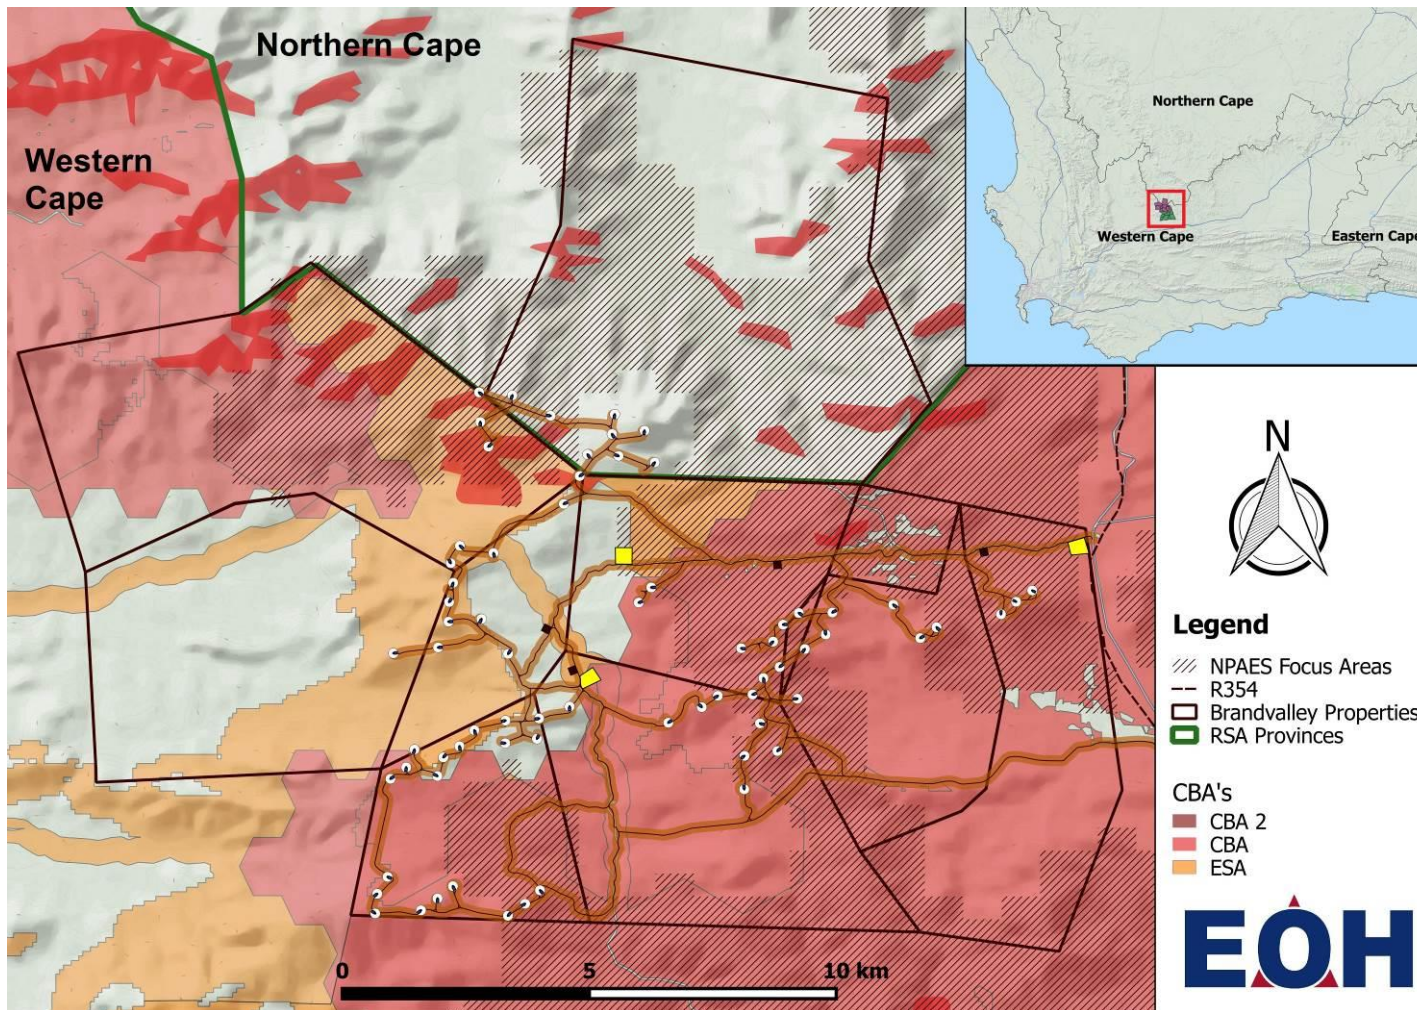 Northern Cape
Western
Cape
Northern Cape
Western Cape
Eastern Cape
N
Legend
NPAES Focus Areas
R354
Brandvalley Properties
RSA Provinces
CBA's
CBA 2
CBA
ESA
EOH
0
5
10 km